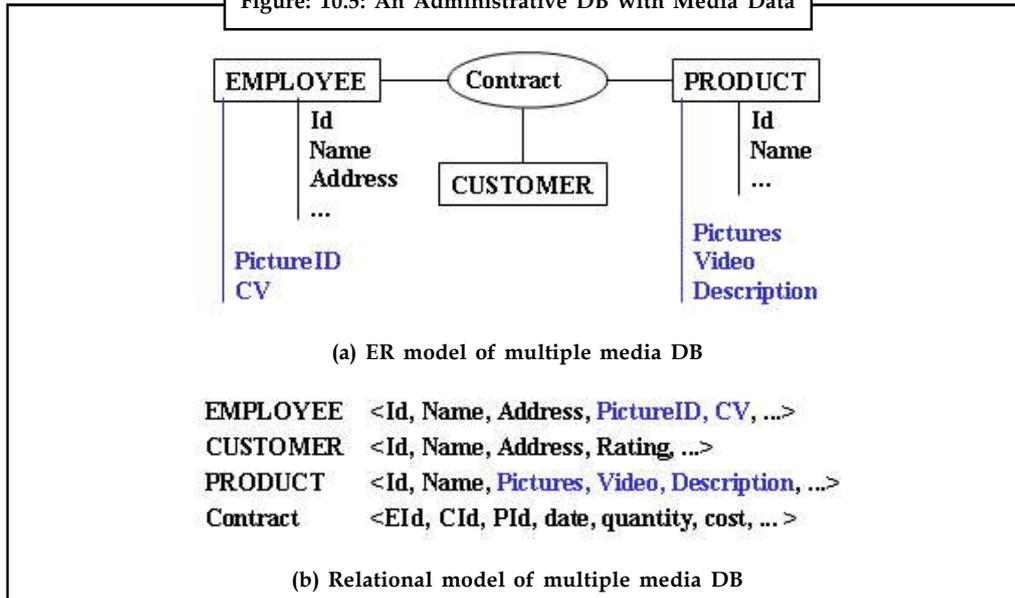 Figure: 10.5: An Administrative DB with Media Data
EMPLOYEE Contract PRODUCT
Id
Name
Address
...
CUSTOMER
Id
Name
...
PictureID
CV
Pictures
Video
Description
(a) ER model of multiple media DB
EMPLOYEE <Id, Name, Address, PictureID, CV, ...>
CUSTOMER <Id, Name, Address, Rating, ...>
PRODUCT <Id, Name, Pictures, Video, Description, ...>
Contract <EId, CId, PId, date, quantity, cost, ... >
(b) Relational model of multiple media DB